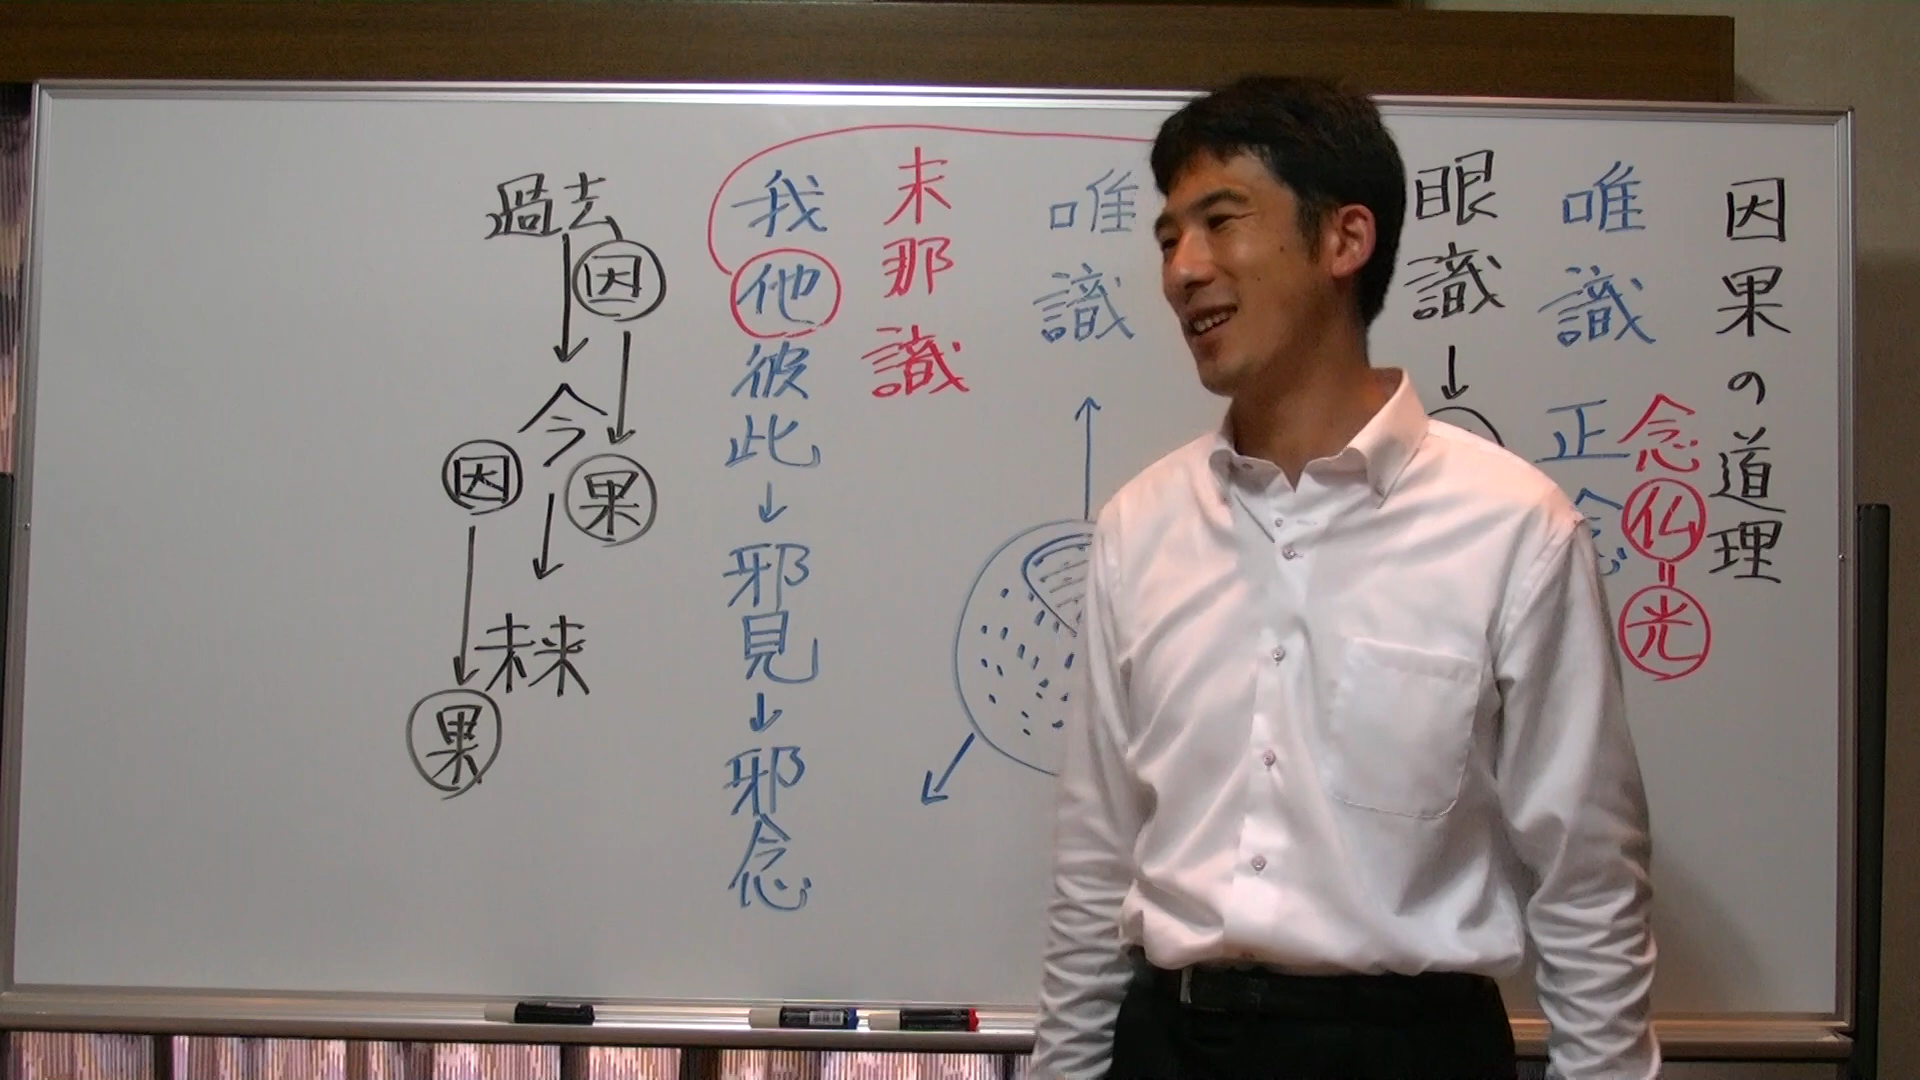 因果の道理
念仏=光
唯識 正念
眼識↓
唯識
末那識
我他彼此→邪見→邪念
過去 因
今 果
因
未来
果